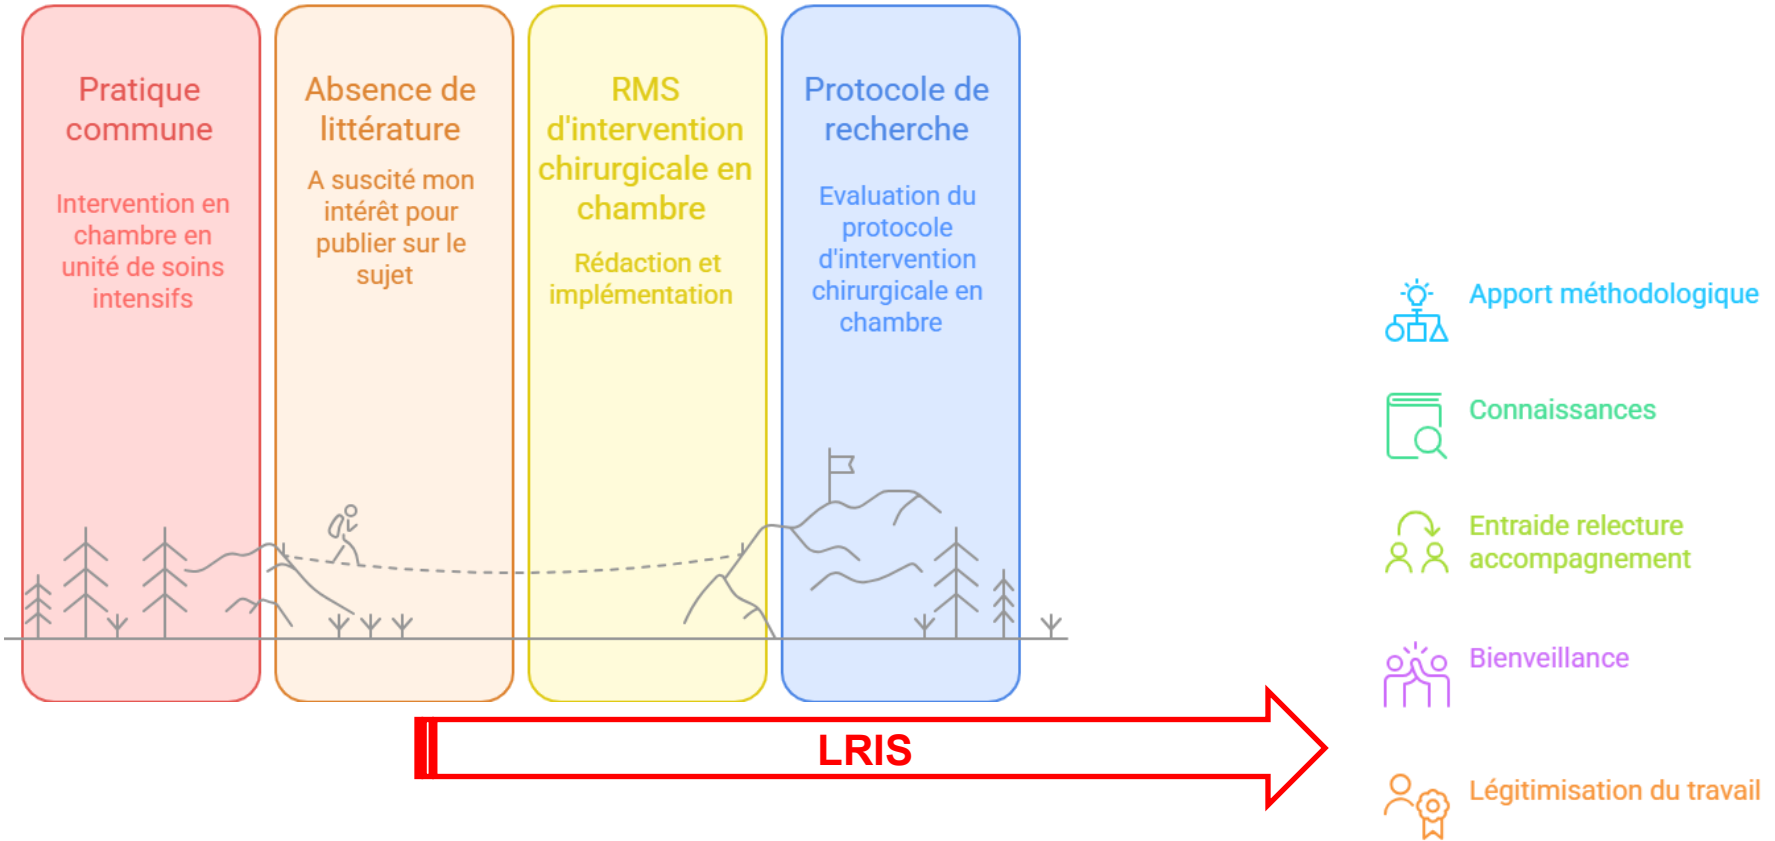 Pratique
commune
Intervention en
chambre en
unité de soins
intensifs
Absence de
littérature
A suscité mon
intérêt pour
publier sur le
sujet
RMS
d'intervention
chirurgicale en
chambre
Rédaction et
implémentation
Protocole de
recherche
Evaluation du
protocole
d'intervention
chirurgicale en
chambre
LRIS
Apport méthodologique
Connaissances
Entraide relecture
accompagnement
Bienveillance
Légitimisation du travail